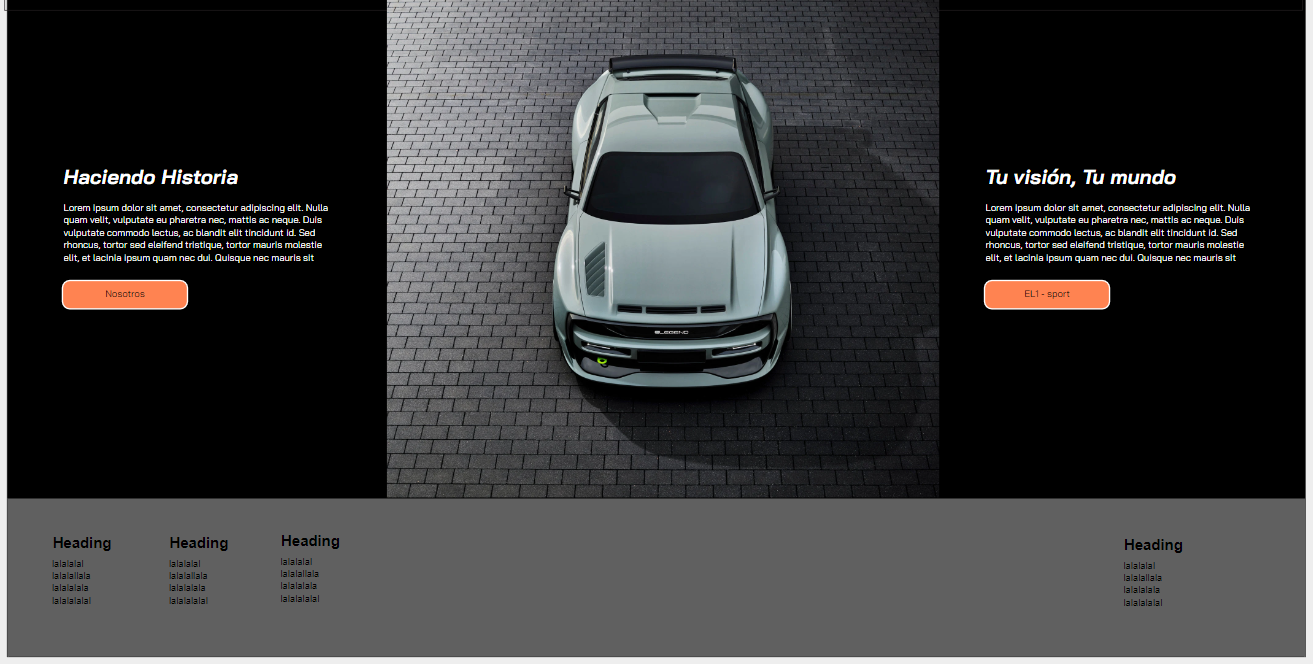 Haciendo Historia
Lorem ipsum dolor sit amet, consectetur adipiscing elit. Nulla
quam velit, vulputate eu pharetra nec, mattis ac neque. Duis
vulputate commodo lectus, ac blandit elit tincidunt id. Sed
rhoncus, tortor sed eleifend tristique, tortor mauris molestie
elit, et lacinia ipsum quam nec dui. Quisque nec mauris sit
Nosotros
ELEGEND
Tu visión, Tu mundo
Lorem ipsum dolor sit amet, consectetur adipiscing elit. Nulla
quam velit, vulputate eu pharetra nec, mattis ac neque. Duis
vulputate commodo lectus, ac blandit elit tincidunt id. Sed
rhoncus, tortor sed eleifend tristique, tortor mauris molestie
elit, et lacinia ipsum quam nec dui. Quisque nec mauris sit
EL1 - sport
Heading
lalalalal
lalalallala
lalalalala
lalalalalal
Heading
lalalalal
lalalallala
lalalalala
lalalalalal
Heading
lalalalal
lalalallala
lalalalala
lalalalalal
Heading
lalalalal
lalalallala
lalalalala
lalalalalal